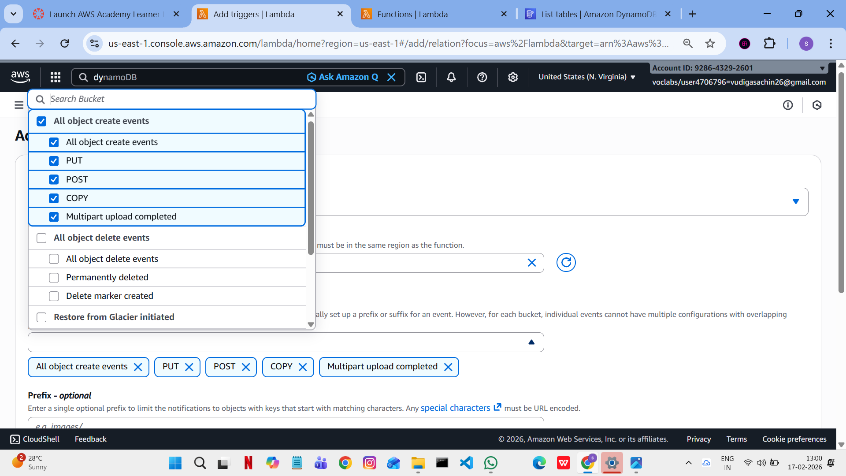 Launch AWS Academy Learner
Add triggers | Lambda
Functions | Lambda
List tables | Amazon DynamoDB
us-east-1.console.aws.amazon.com/lambda/home?region=us-east-1#/add/relation?focus=aws%2Flambda&target=arn%3Aaws%3...
aws
dynamoDB
Ask Amazon Q
United States (N. Virginia)
Account ID: 9286-4329-2601
voclabs/user4706796=vudigasachin26@gmail.com
Search Bucket
All object create events
All object create events
PUT
POST
COPY
Multipart upload completed
All object delete events
All object delete events
Permanently deleted
Delete marker created
Restore from Glacier initiated
must be in the same region as the function.
ally set up a prefix or suffix for an event. However, for each bucket, individual events cannot have multiple configurations with overlapping
All object create events
PUT
POST
COPY
Multipart upload completed
Prefix - optional
Enter a single optional prefix to limit the notifications to objects with keys that start with matching characters. Any special characters must be URL encoded.
e.g. images/
CloudShell
Feedback
© 2026, Amazon Web Services, Inc. or its affiliates.
Privacy
Terms
Cookie preferences
2
28°C
Sunny
ENG
IN
13:00
17-02-2026